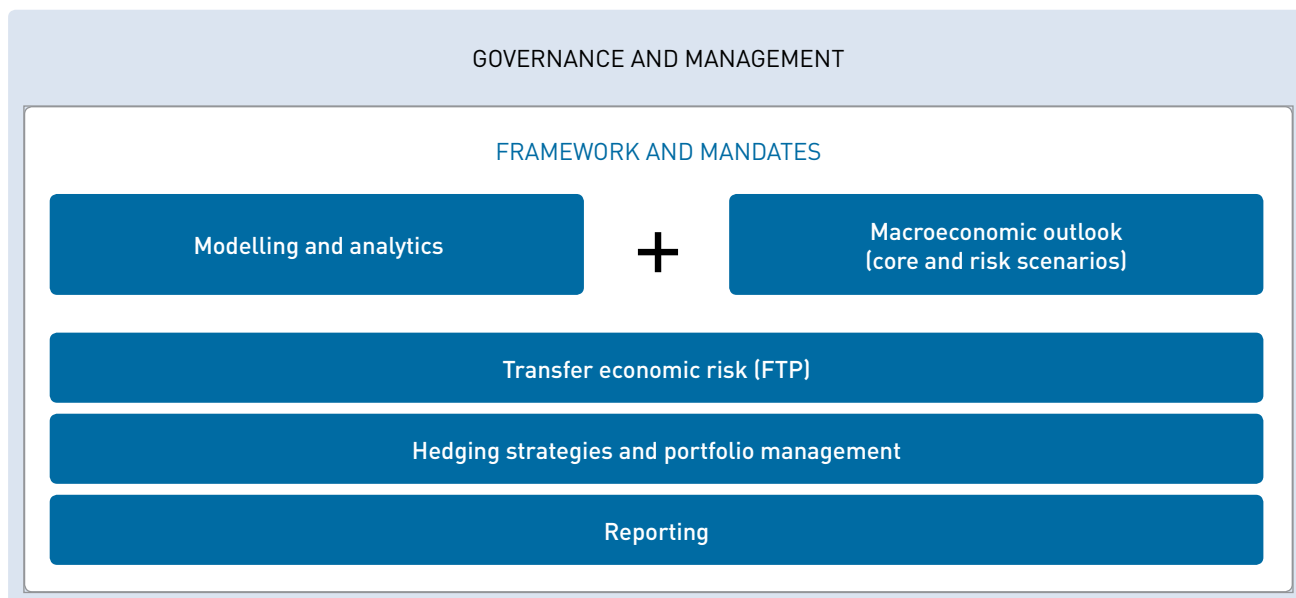 GOVERNANCE AND MANAGEMENT
FRAMEWORK AND MANDATES
Modelling and analytics
+
Macroeconomic outlook
(core and risk scenarios)
Transfer economic risk (FTP)
Hedging strategies and portfolio management
Reporting